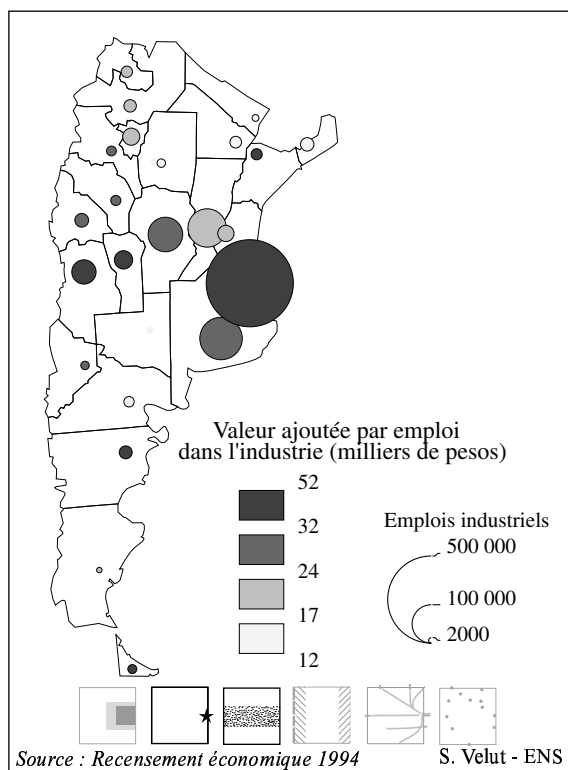 Valeur ajoutée par emploi
dans l'industrie (milliers de pesos)
52
32
24
17
12
Emplois industriels
500 000
100 000
2000
Source : Recensement économique 1994
S. Velut - ENS